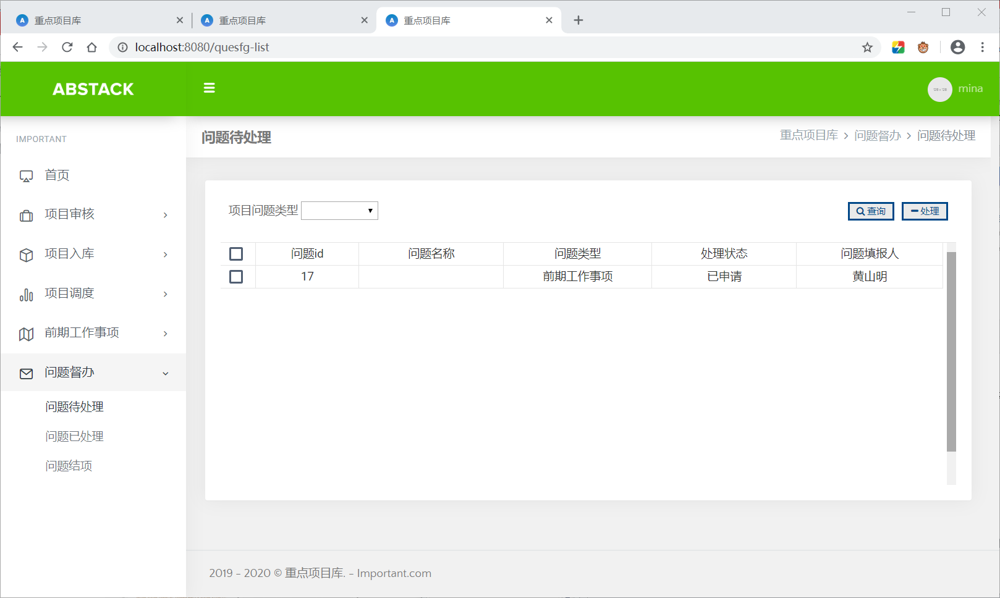 重点项目库
重点项目库
重点项目库
localhost:8080/quesfg-list
ABSTACK
mina
IMPORTANT
问题待处理
重点项目库 > 问题督办 > 问题待处理
首页
项目审核
项目入库
项目调度
前期工作事项
问题督办
问题待处理
问题已处理
问题结项
项目问题类型
查询 处理
问题id 问题名称 问题类型 处理状态 问题填报人
17 前期工作事项 已申请 黄山明
2019 - 2020 © 重点项目库. - Important.com